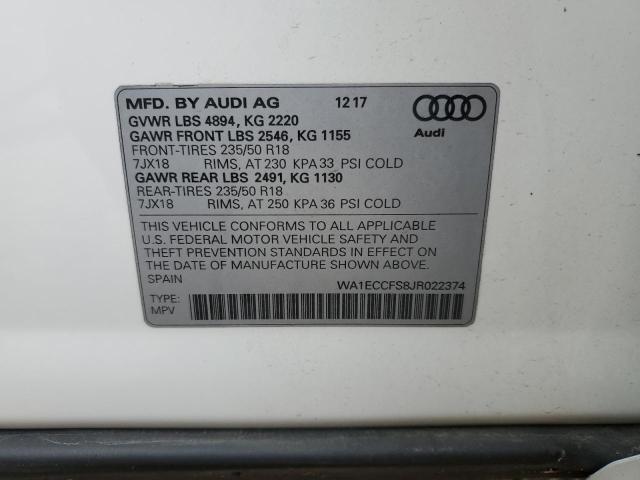 MFD. BY AUDI AG 12 17
GVWR LBS 4894, KG 2220
GAWR FRONT LBS 2546, KG 1155
FRONT-TIRES 235/50 R18
7JX18 RIMS, AT 230 KPA 33 PSI COLD
GAWR REAR LBS 2491, KG 1130
REAR-TIRES 235/50 R18
7JX18 RIMS, AT 250 KPA 36 PSI COLD
Audi
THIS VEHICLE CONFORMS TO ALL APPLICABLE
U.S. FEDERAL MOTOR VEHICLE SAFETY AND
THEFT PREVENTION STANDARDS IN EFFECT ON
THE DATE OF MANUFACTURE SHOWN ABOVE.
SPAIN WA1ECCFS8JR022374
TYPE:
MPV